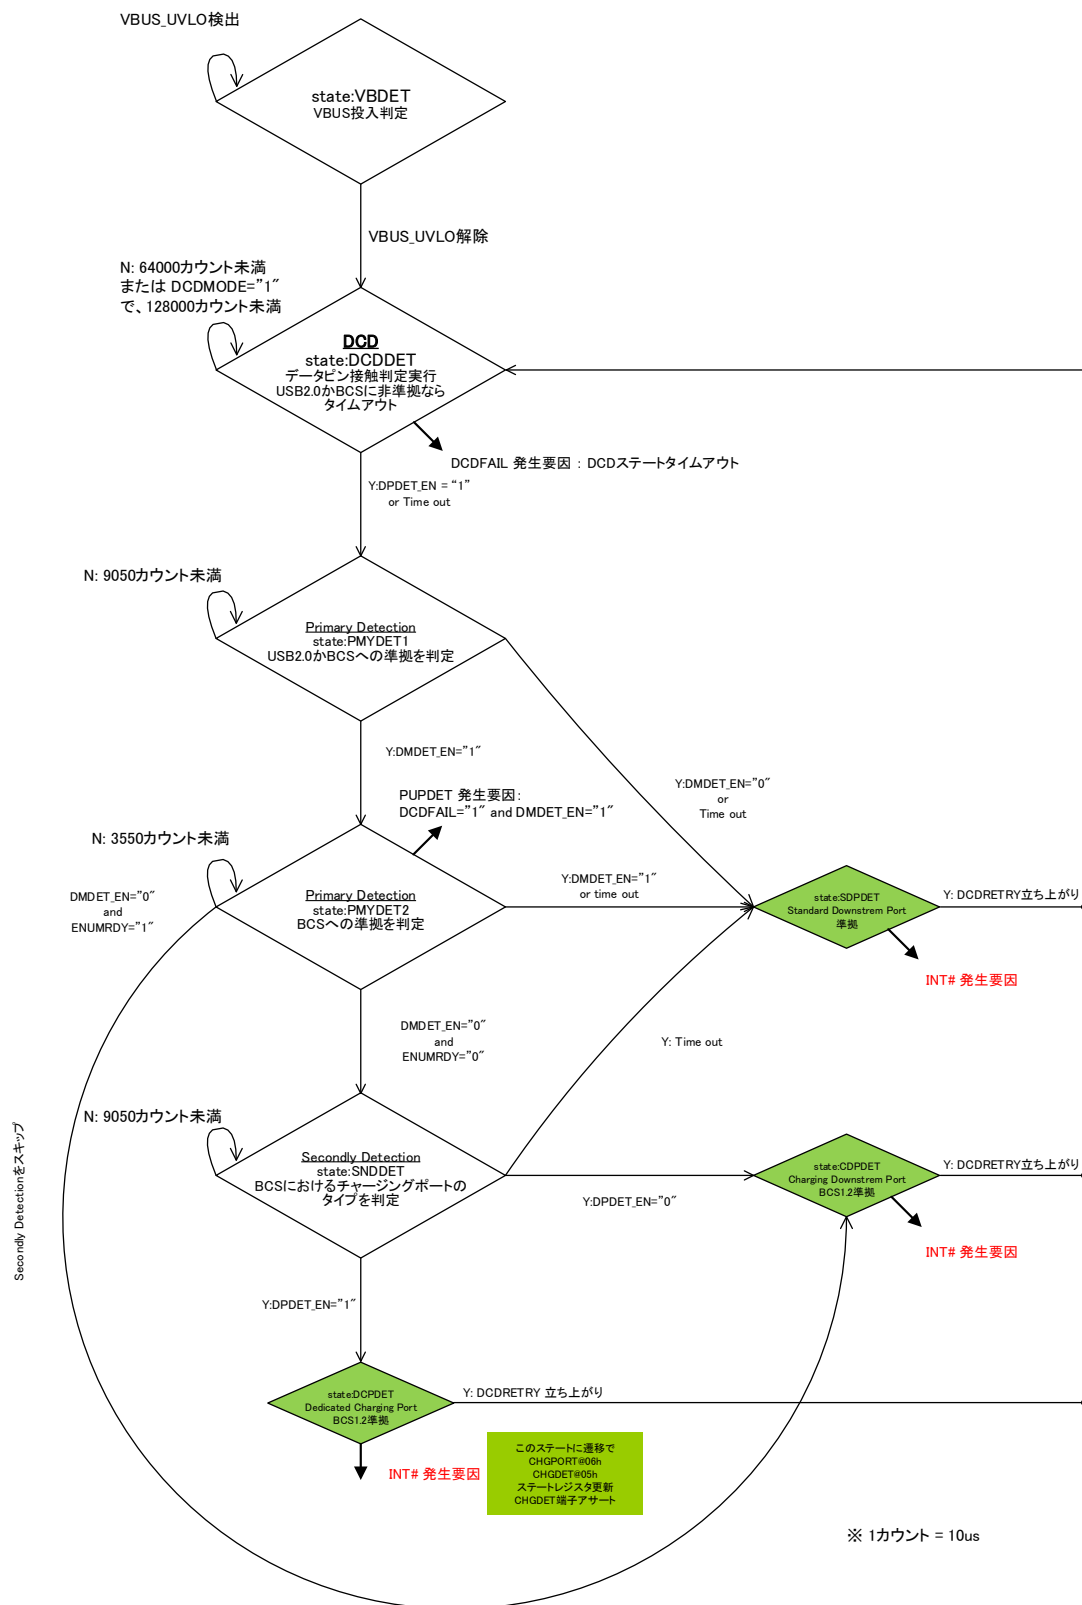 VBUS_UVLO検出
state:VBDET
VBUS投入判定
VBUS_UVLO解除
N: 64000カウント未満
または DCDMODE=”1”
で、128000カウント未満
DCD
state:DCDDET
データピン接触判定実行
USB2.0かBCSに非準拠なら
タイムアウト
DCDFAIL 発生要因 : DCDステートタイムアウト
Y:DPDET_EN = “1”
or Time out
N: 9050カウント未満
Primary Detection
state:PMYDET1
USB2.0かBCSへの準拠を判定
Y:DMDET_EN=”1”
Y:DMDET_EN=”0”
or
Time out
PUPDET 発生要因:
DCDFAIL=”1” and DMDET_EN=”1”
N: 3550カウント未満
DMDET_EN=”0”
and
ENUMRDY=”1”
Primary Detection
state:PMYDET2
BCSへの準拠を判定
Y:DMDET_EN=”1”
or time out
state:SDPDET
Standard Downstrem Port
準拠
Y: DCDRETRY立ち上がり
INT# 発生要因
DMDET_EN=”0”
and
ENUMRDY=”0”
Y: Time out
N: 9050カウント未満
Secondly Detection
state:SNDDET
BCSにおけるチャージングポートの
タイプを判定
Y:DPDET_EN=”0”
state:CDPDET
Charging Downstrem Port
BCS1.2準拠
Y: DCDRETRY立ち上がり
INT# 発生要因
Secondly Detectionをスキップ
Y:DPDET_EN=”1”
state:DCPDET
Dedicated Charging Port
BCS1.2準拠
Y: DCDRETRY 立ち上がり
INT# 発生要因
このステートに遷移で
CHGPORT@06h
CHGDET@05h
ステートレジスタ更新
CHGDET端子アサート
※ 1カウント = 10us